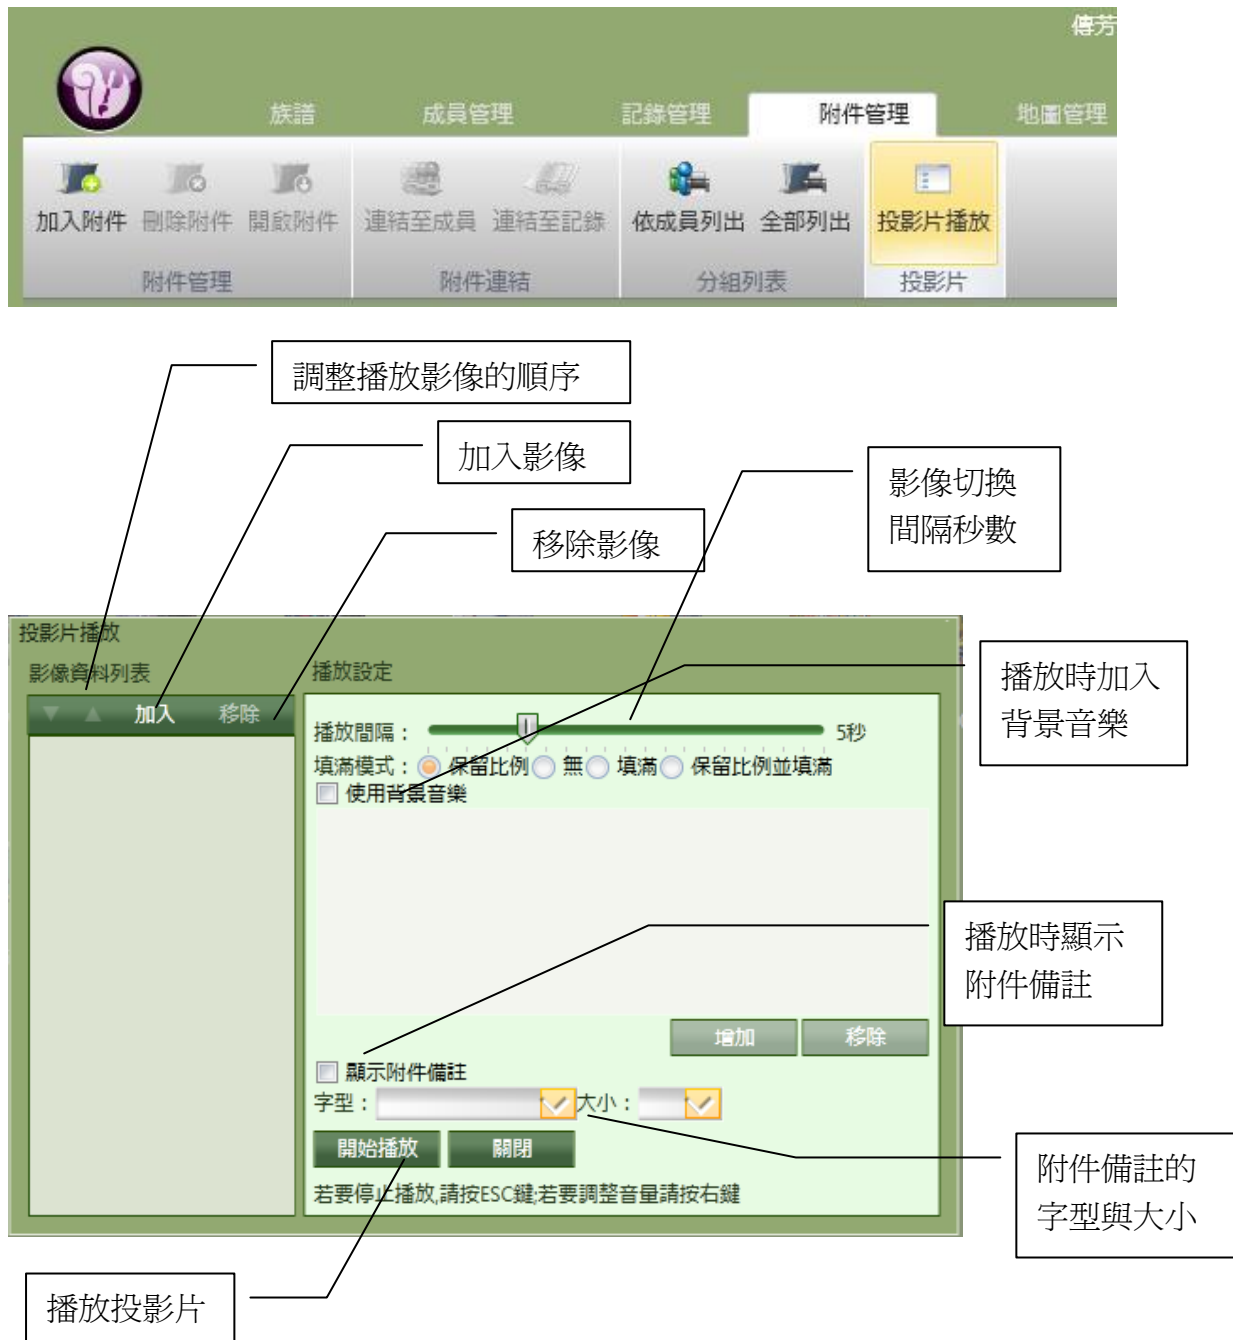 傳芳
族譜 成員管理 記錄管理 附件管理 地圖管理
加入附件 刪除附件 開啟附件 連結至成員 連結至記錄 依成員列出 全部列出 投影片播放
附件管理 附件連結 分組列表 投影片
調整播放影像的順序
加入影像
移除影像
影像切換
間隔秒數
投影片播放
影像資料列表 播放設定
加入 移除
播放間隔： 5秒
填滿模式： 保留比例 無 填滿 保留比例並填滿
使用背景音樂
播放時加入
背景音樂
播放時顯示
附件備註
增加 移除
顯示附件備註
字型： 大小：
開始播放 關閉
若要停止播放,請按ESC鍵;若要調整音量請按右鍵
附件備註的
字型與大小
播放投影片